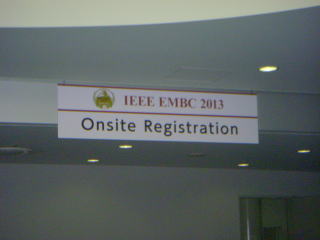 IEEE EMBC 2013
Onsite Registration